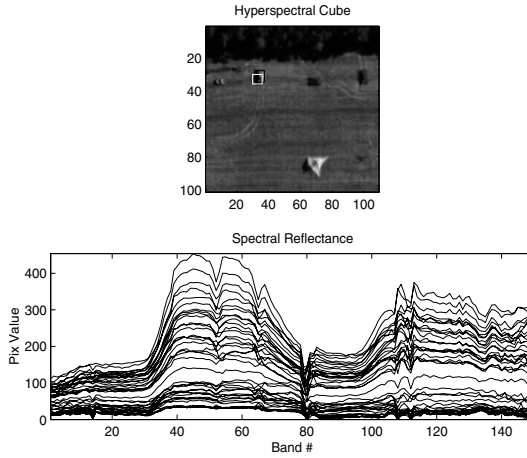 Hyperspectral Cube
20
40
60
80
100
20 40 60 80 100
Spectral Reflectance
400
300
200
100
0
Pix Value
20 40 60 80 100 120 140
Band #